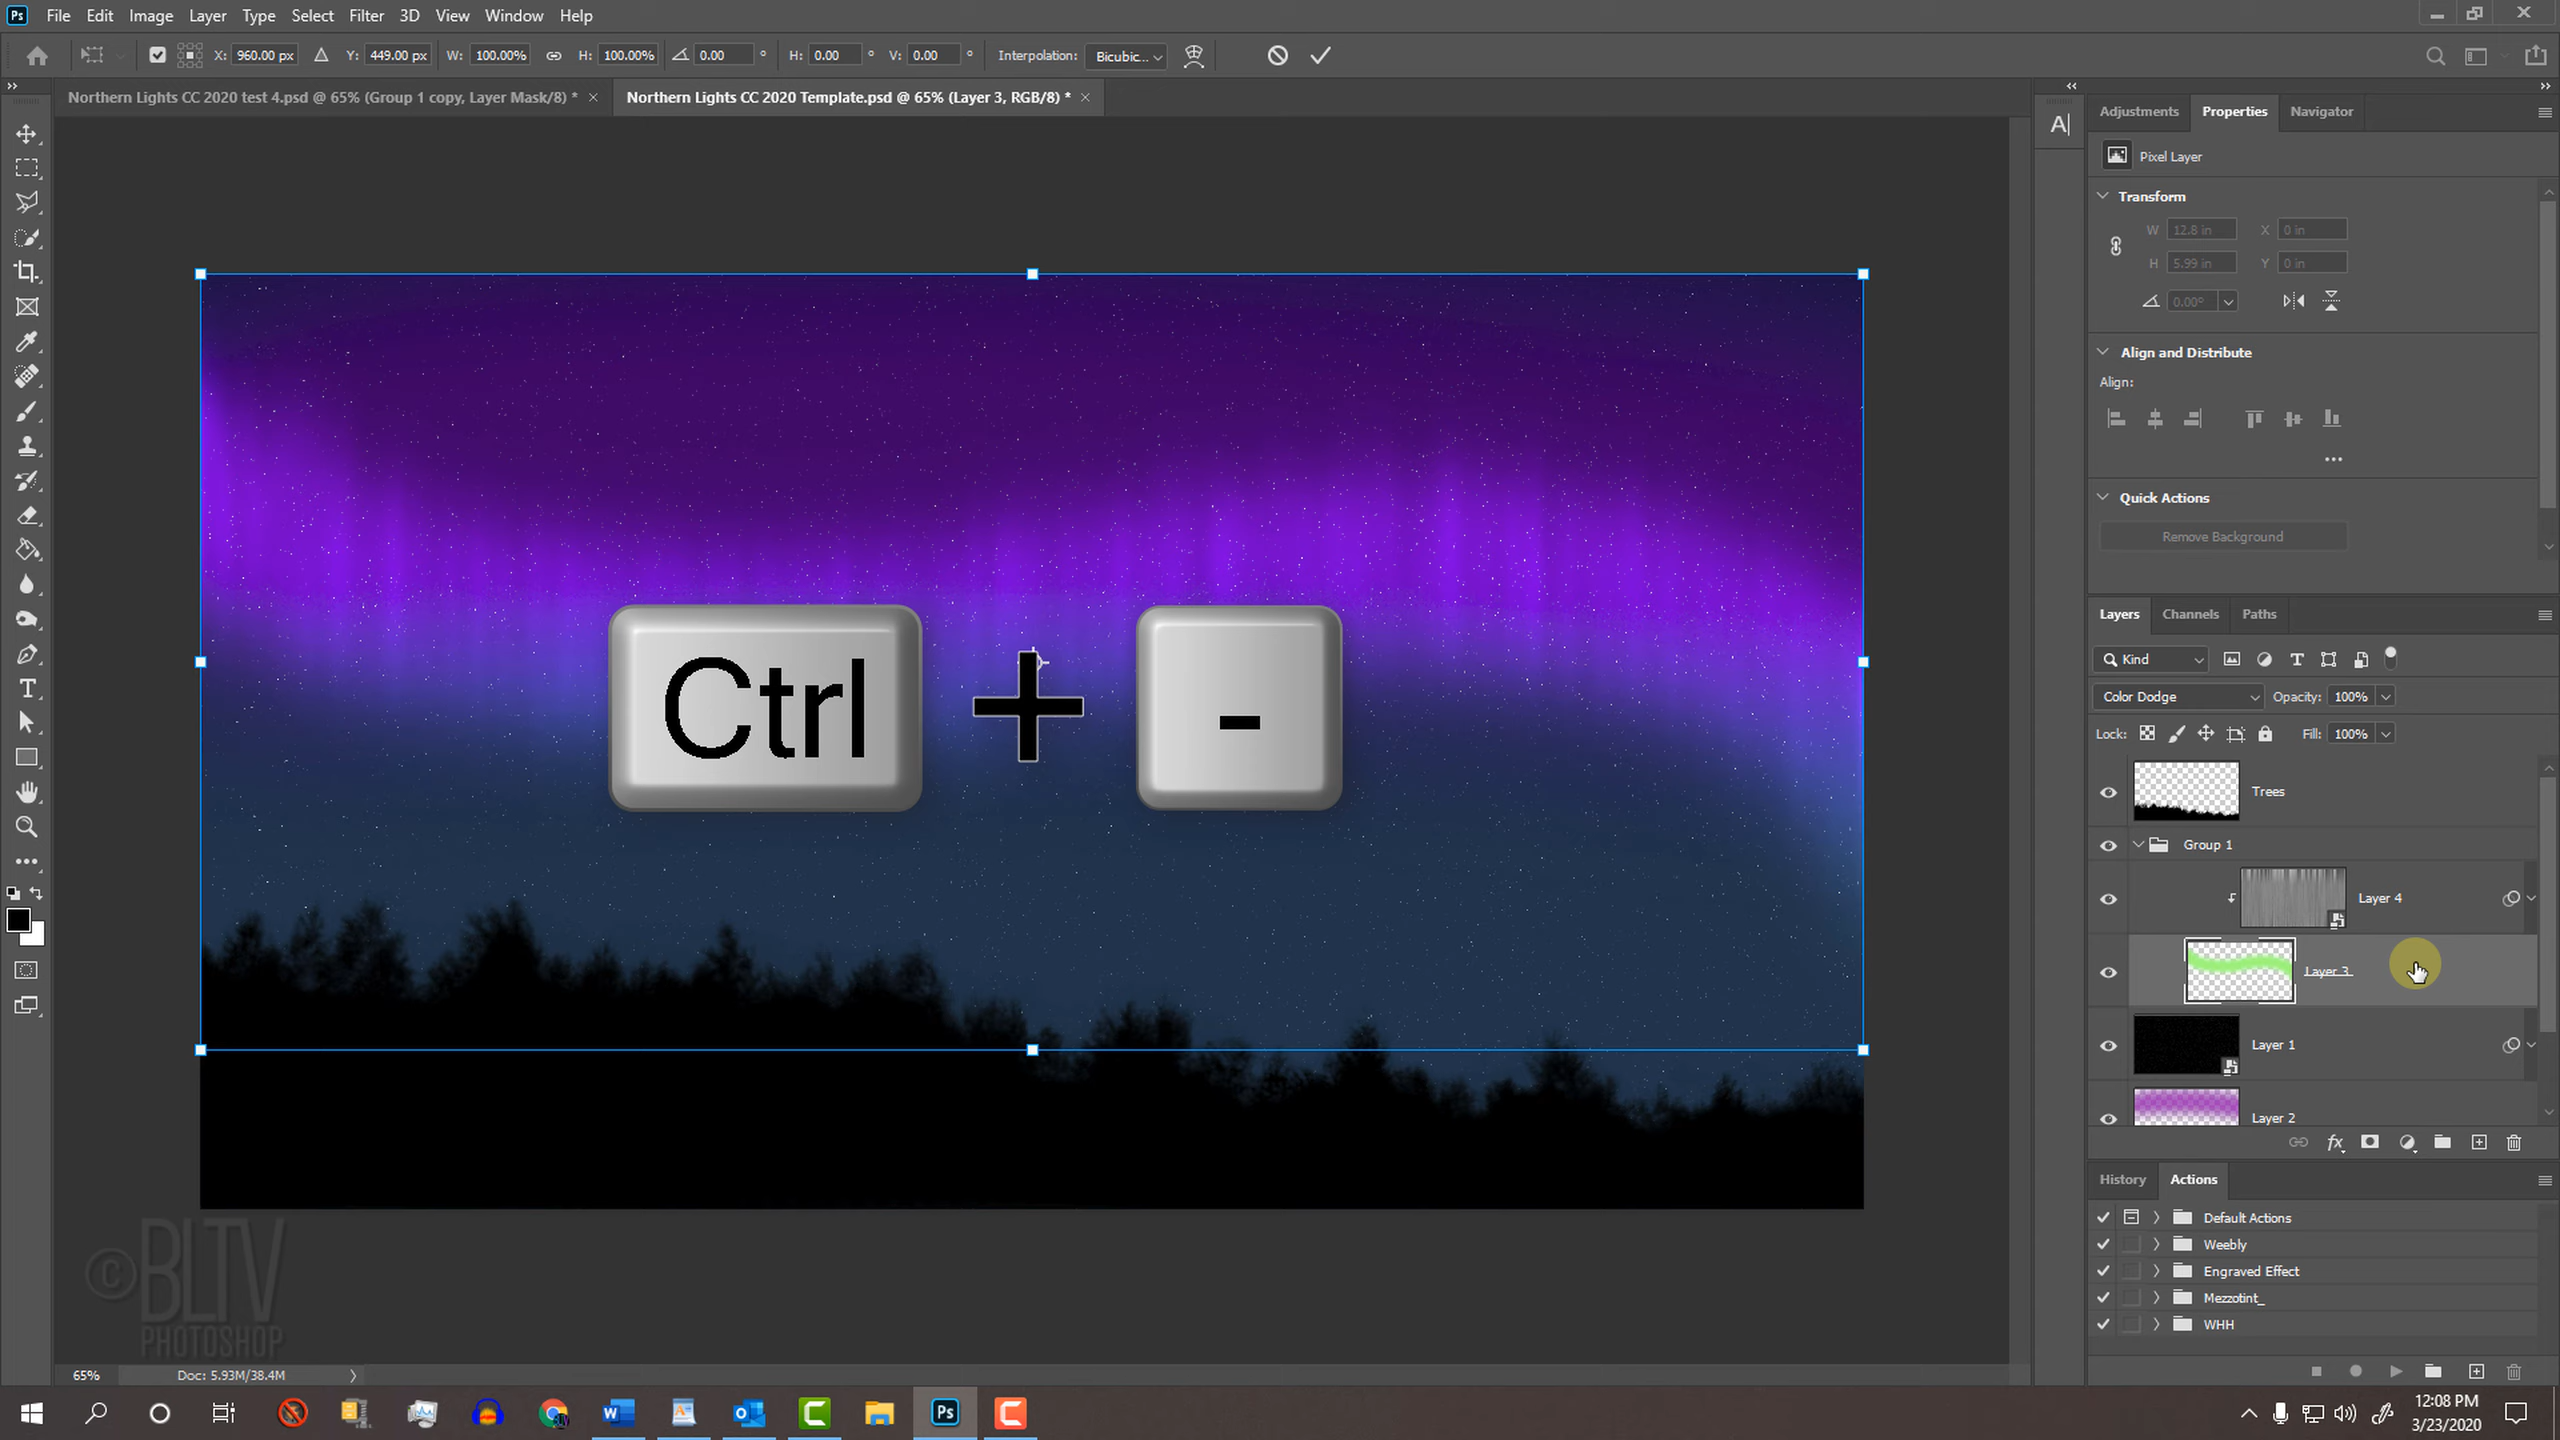 File Edit Image Layer Type Select Filter 3D View Window Help
X: 960.00 px Y: 449.00 px W: 100.00% H: 100.00% 0.00 ° H: 0.00 ° V: 0.00 ° Interpolation: Bicubic...
Northern Lights CC 2020 test 4.psd @ 65% (Group 1 copy, Layer Mask/8) * × Northern Lights CC 2020 Template.psd @ 65% (Layer 3, RGB/8) * ×
Adjustments Properties Navigator
A|
Pixel Layer
Transform
W 12.8 in X 0 in
H 5.99 in Y 0 in
0.00°
Align and Distribute
Align:
Quick Actions
Remove Background
Ctrl + -
Layers Channels Paths
Kind
Color Dodge Opacity: 100%
Lock: Fill: 100%
Trees
Group 1
Layer 4
Layer 3
Layer 1
Layer 2
fx
History Actions
Default Actions
Weebly
Engraved Effect
Mezzotint_
WHH
©BLTV
PHOTOSHOP
65% Doc: 5.93M/38.4M
Ps
12:08 PM
3/23/2020